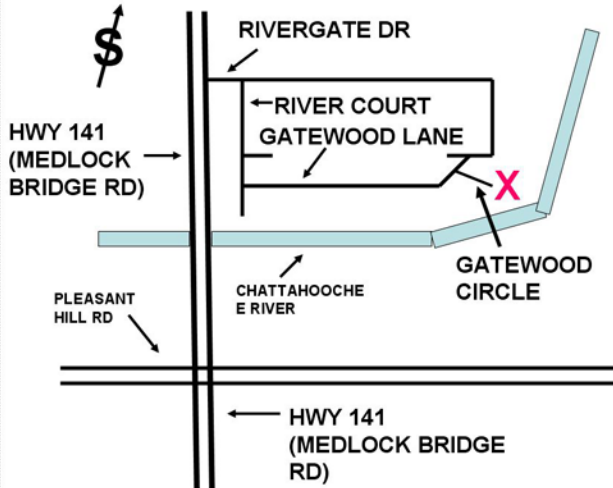 S
RIVERGATE DR
RIVER COURT
GATEWOOD LANE
HWY 141
(MEDLOCK
BRIDGE RD)
X
GATEWOOD
CIRCLE
CHATTAHOOCHE
E RIVER
PLEASANT
HILL RD
HWY 141
(MEDLOCK BRIDGE
RD)